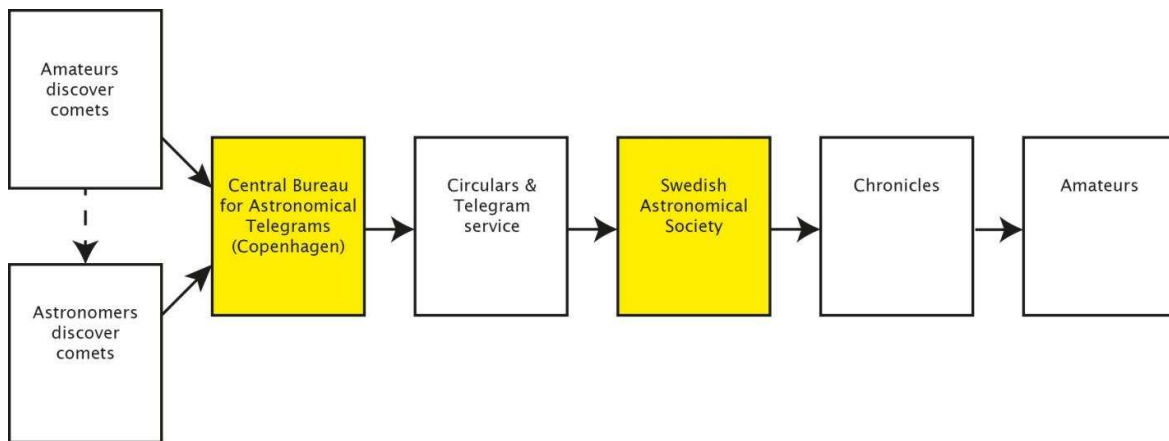 Amateurs
discover
comets
Astronomers
discover
comets
Central Bureau
for Astronomical
Telegrams
(Copenhagen)
Circulars &
Telegram
service
Swedish
Astronomical
Society
Chronicles
Amateurs